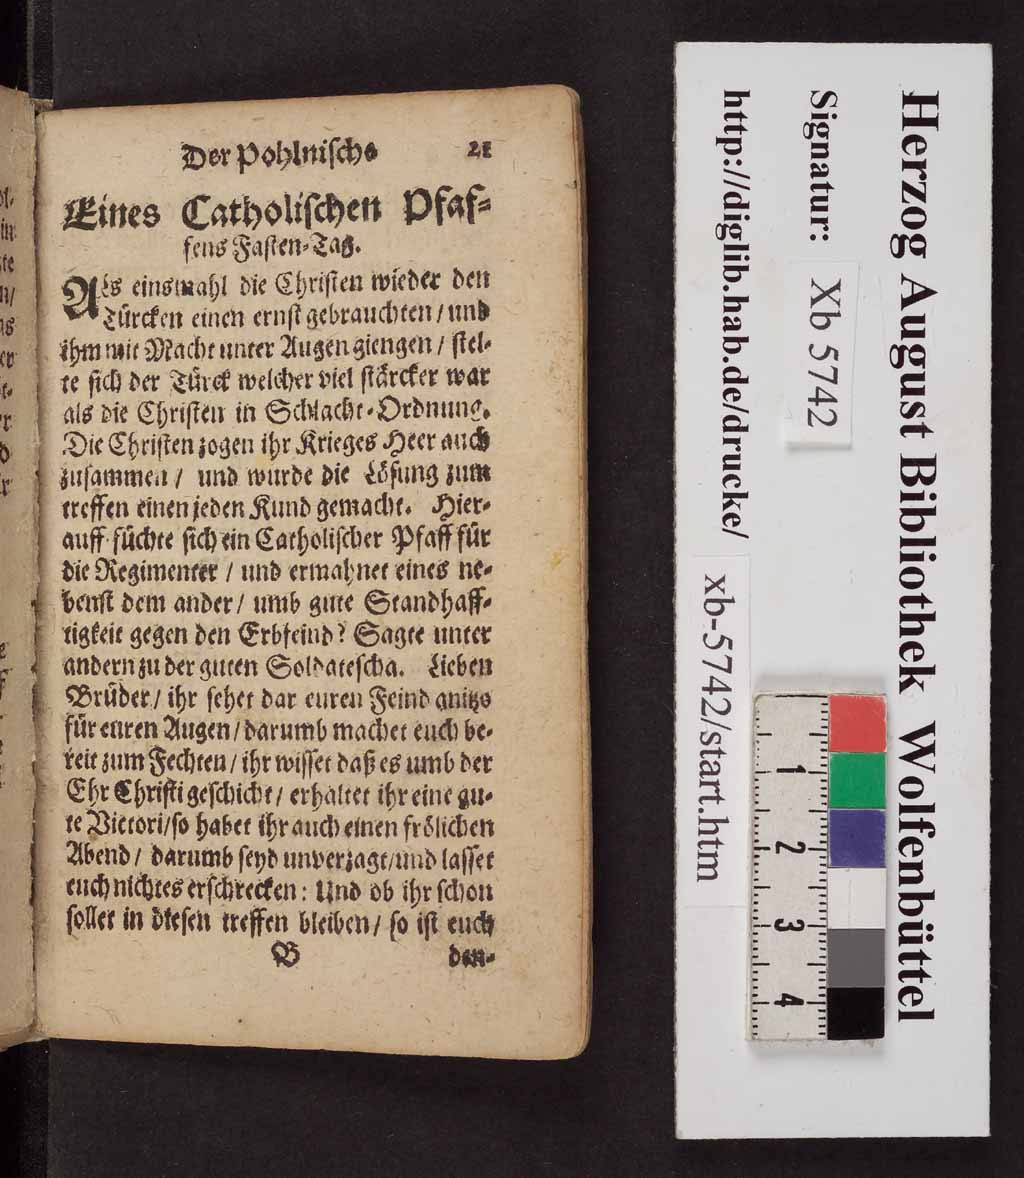 Der Pohlnische 21
Eines Catholischen Pfaf-
fens Fasten-Tag.
ALs einsmahl die Christen wieder den
Türcken einen ernst gebrauchten / und
ihm mit Macht unter Augen giengen / stel-
te sich der Türck welcher viel stärcker war
als die Christen in Schlacht-Ordnung.
Die Christen zogen ihr Krieges Heer auch
zusammen / und wurde die Lösung zum
treffen einen jeden Kund gemacht. Hier-
auff füchte sich ein Catholischer Pfaff für
die Regimenter / und ermahnet eines ne-
benst dem ander / umb gute Standhaff-
tigkeit gegen den Erbfeind? Sagte unter
andern zu der guten Soldatescha. Lieben
Brüder / ihr sehet dar euren Feind anitzo
für euren Augen / darumb machet euch be-
reit zum Fechten / ihr wisset daß es umb der
Ehr Christi geschicht / erhaltet ihr eine gu-
te Victori / so habet ihr auch einen frölichen
Abend / darumb seyd unverzagt / und lasset
euch nichtes erschrecken: Und ob ihr schon
sollet in diesen treffen bleiben / so ist euch
B den-
Herzog August Bibliothek Wolfenbüttel
Signatur: Xb 5742
http://diglib.hab.de/drucke/ xb-5742/start.htm
1
2
3
4